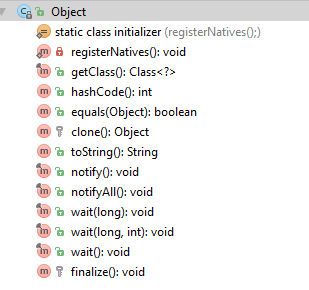 Object
static class initializer (registerNatives();)
registerNatives(): void
getClass(): Class<?>
hashCode(): int
equals(Object): boolean
clone(): Object
toString(): String
notify(): void
notifyAll(): void
wait(long): void
wait(long, int): void
wait(): void
finalize(): void